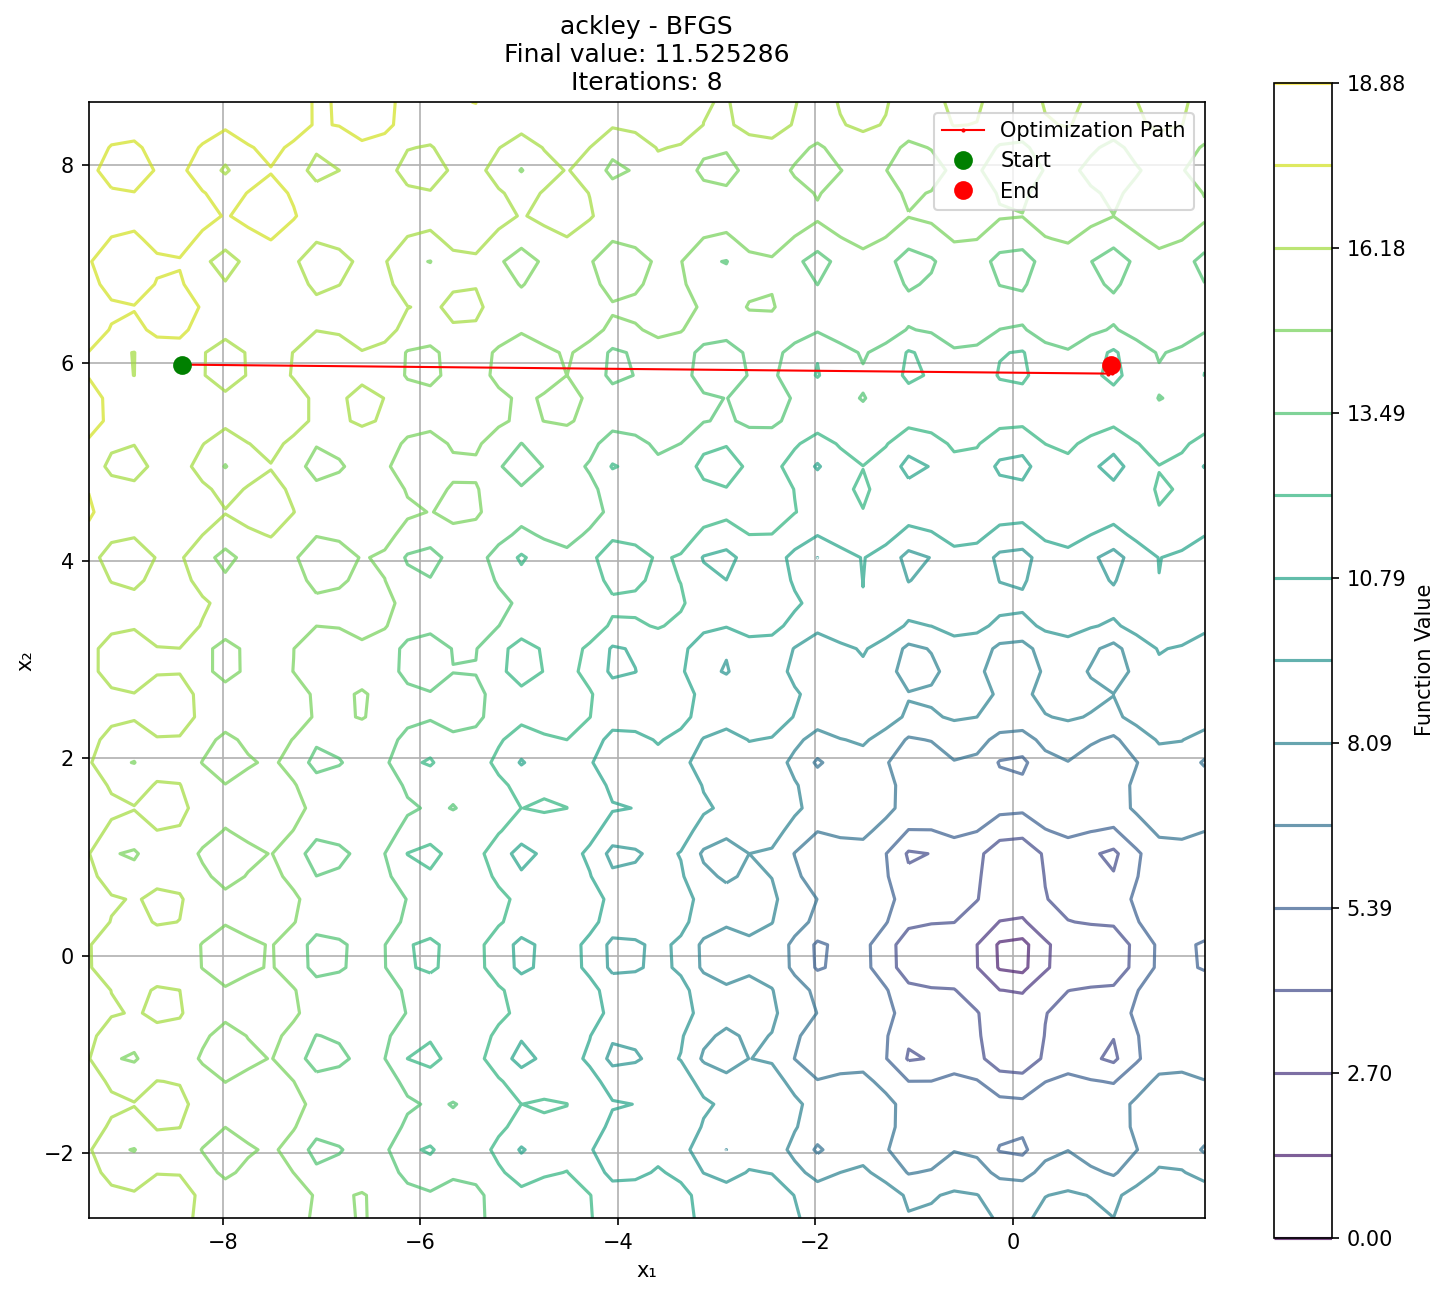 ackley - BFGS
Final value: 11.525286
Iterations: 8
Optimization Path
Start
End
8
6
4
2
0
−2
x₂
−8
−6
−4
−2
0
x₁
18.88
16.18
13.49
10.79
8.09
5.39
2.70
0.00
Function Value